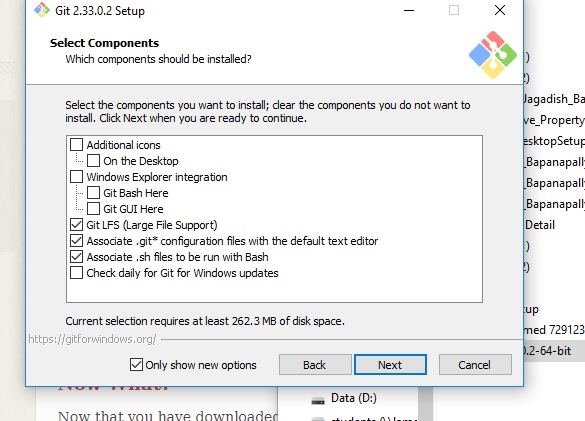 Git 2.33.0.2 Setup
Select Components
Which components should be installed?
Select the components you want to install; clear the components you do not want to
install. Click Next when you are ready to continue.
Additional icons
On the Desktop
Windows Explorer integration
Git Bash Here
Git GUI Here
Git LFS (Large File Support)
Associate .git* configuration files with the default text editor
Associate .sh files to be run with Bash
Check daily for Git for Windows updates
Current selection requires at least 262.3 MB of disk space.
https://gitforwindows.org/
Only show new options
Back
Next
Cancel
Now What?
Now that you have downloaded
)
2)
Jagadish_Ba
ve_Property
esktopSetu
_Bapanapally
_Bapanapally
_Bapanapally
Detail
2)
tup
med 729123
0.2-64-bit
Data (D:)